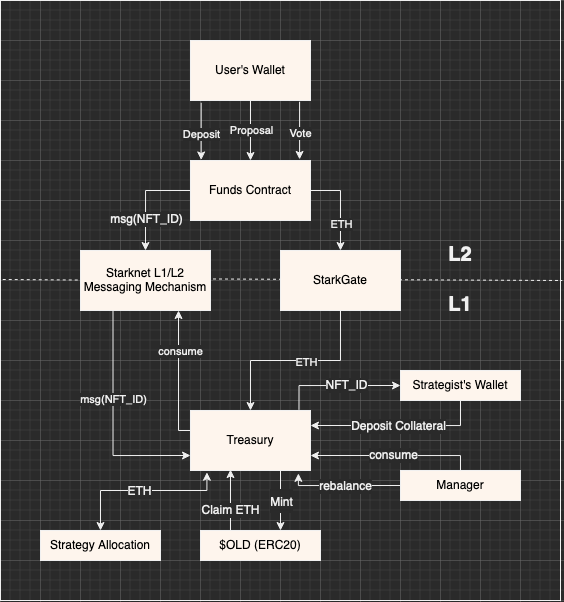 User's Wallet
Deposit
Proposal
Vote
Funds Contract
msg(NFT_ID)
ETH
Starknet L1/L2
Messaging Mechanism
StarkGate
L2
L1
consume
ETH
msg(NFT_ID)
NFT_ID
Strategist's Wallet
Deposit Collateral
Treasury
consume
rebalance
Manager
ETH
Claim ETH
Mint
Strategy Allocation
$OLD (ERC20)